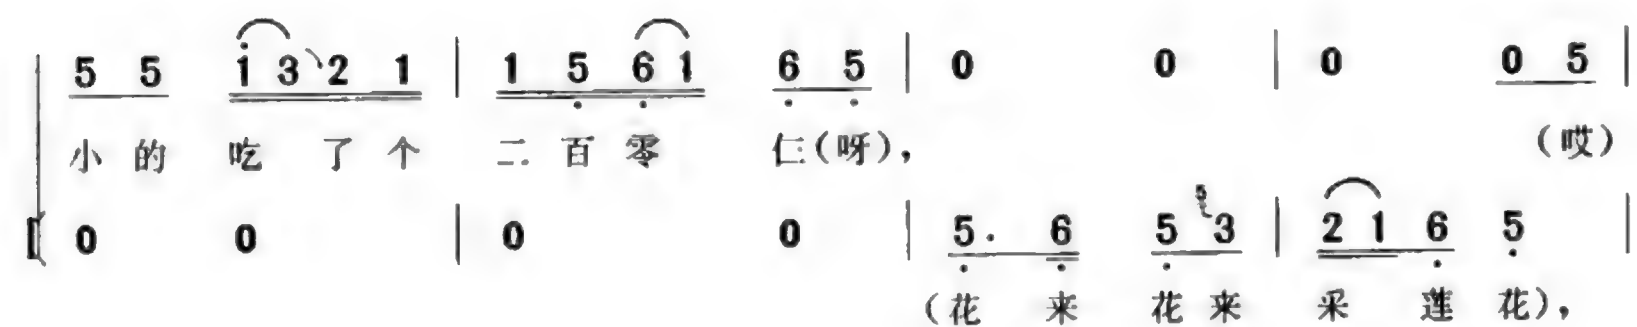 5 5 i 3 2 1 | 1 5 6 1 6 5 | 0 0 | 0 0 5 |
小的 吃 了个 二百零 仨(呀), (哎)
0 0 | 0 0 | 5. 6 5 5 3 | 2 1 6 5 |
(花 来 花来 采 莲 花),